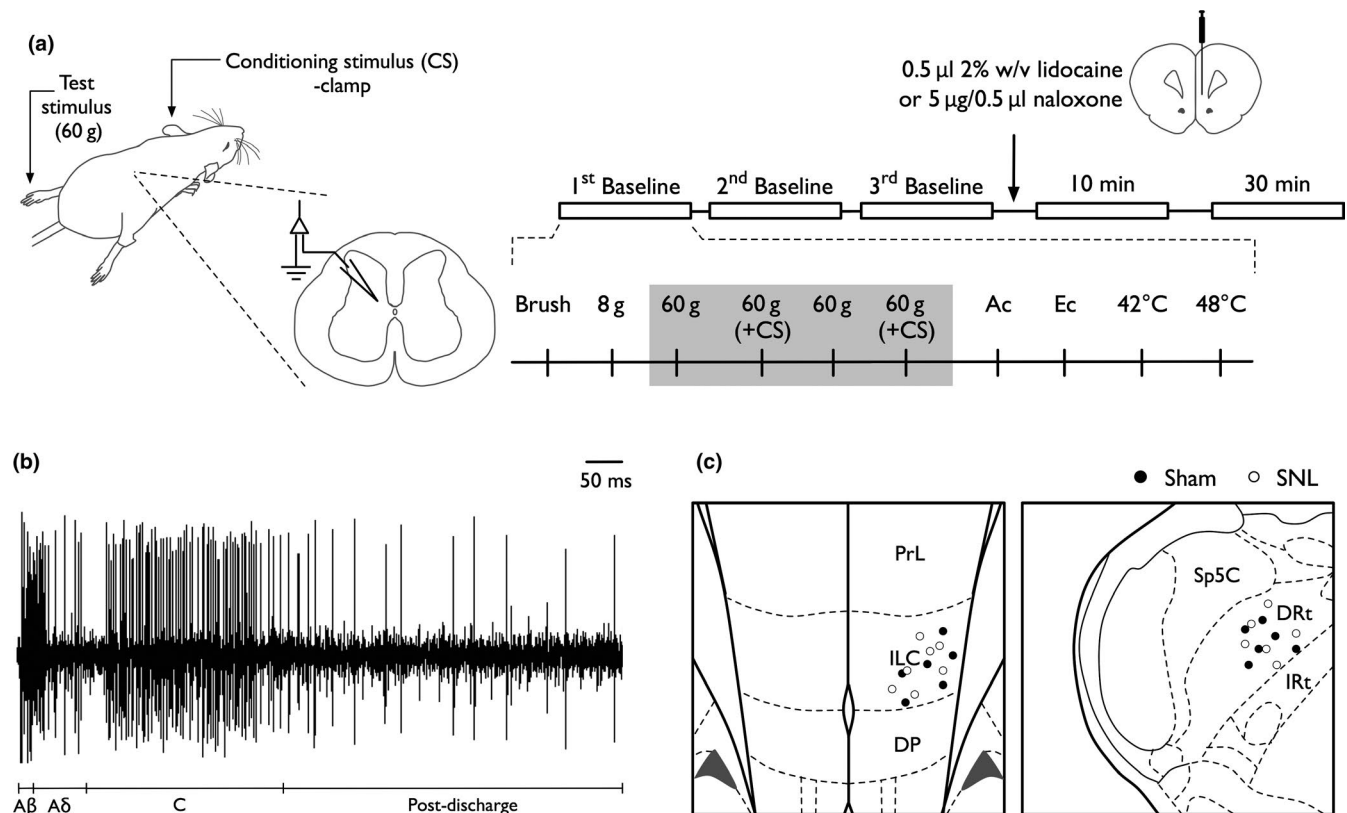 (a)
Test
stimulus
(60 g)
Conditioning stimulus (CS)
-clamp
0.5 μl 2% w/v lidocaine
or 5 μg/0.5 μl naloxone
1st Baseline
2nd Baseline
3rd Baseline
10 min
30 min
Brush
8 g
60 g
60 g
(+CS)
60 g
60 g
(+CS)
Ac
Ec
42°C
48°C
(b)
50 ms
Aβ
Aδ
C
Post-discharge
(c)
Sham
SNL
PrL
ILC
DP
Sp5C
DRt
IRt